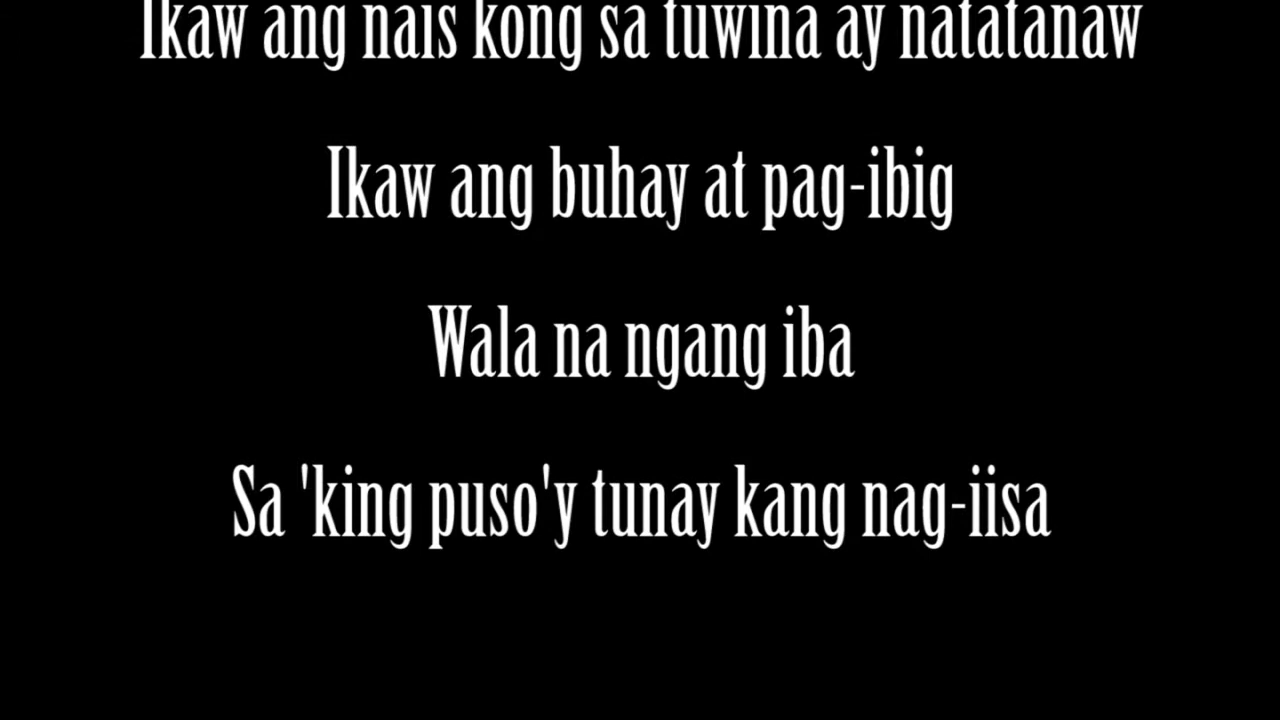 Ikaw ang nais kong sa tuwina ay natatanaw
Ikaw ang buhay at pag-ibig
Wala na ngang iba
Sa 'king puso'y tunay kang nag-iisa